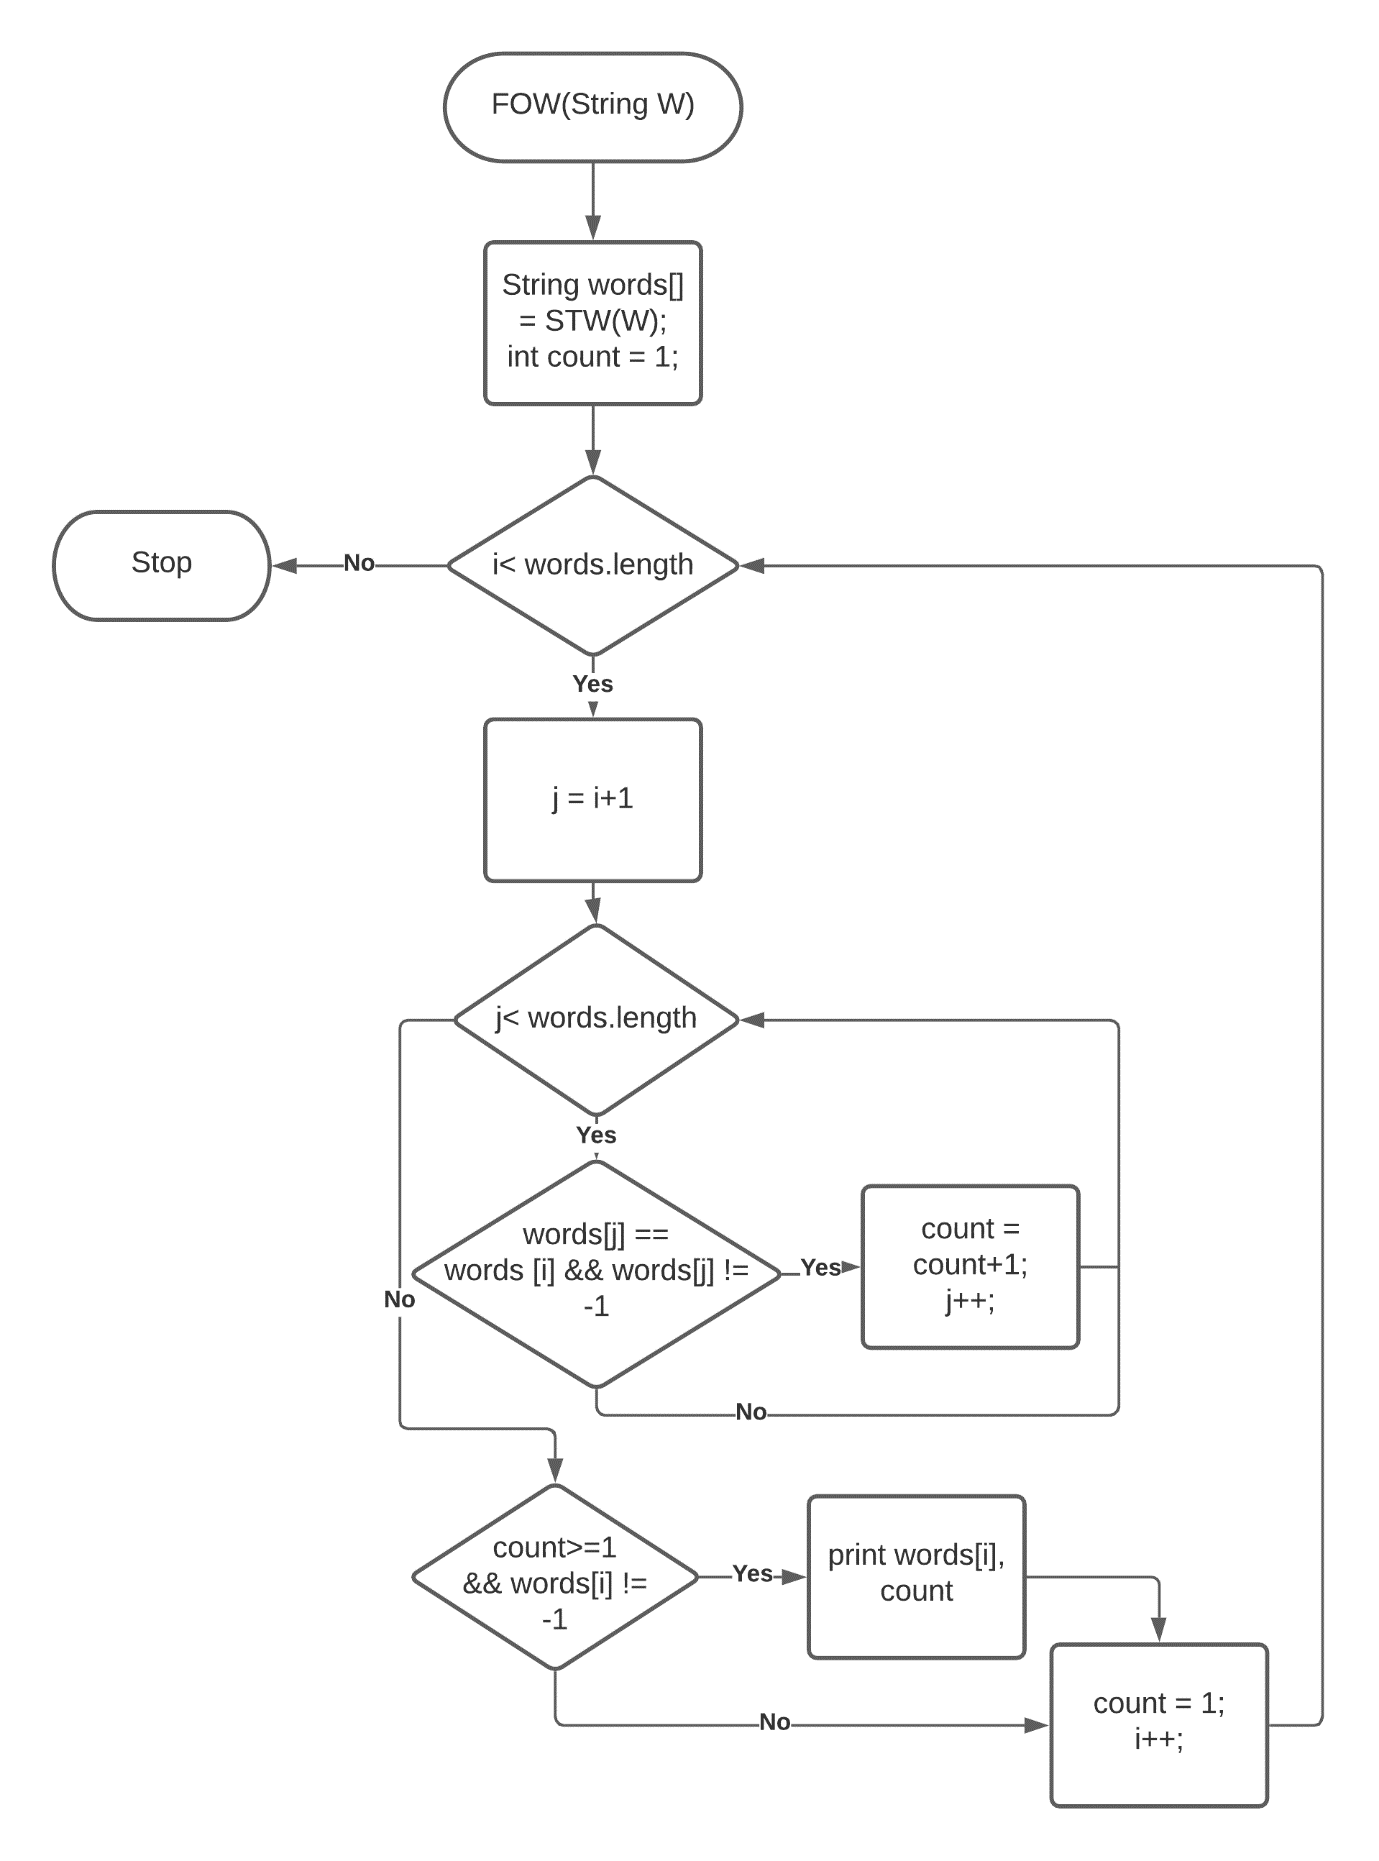 FOW(String W)
String words[]
= STW(W);
int count = 1;
i< words.length
No
Stop
Yes
j = i+1
j< words.length
Yes
words[j] ==
words [i] && words[j] !=
-1
Yes
count =
count+1;
j++;
No
No
count>=1
&& words[i] !=
-1
Yes
print words[i],
count
No
count = 1;
i++;